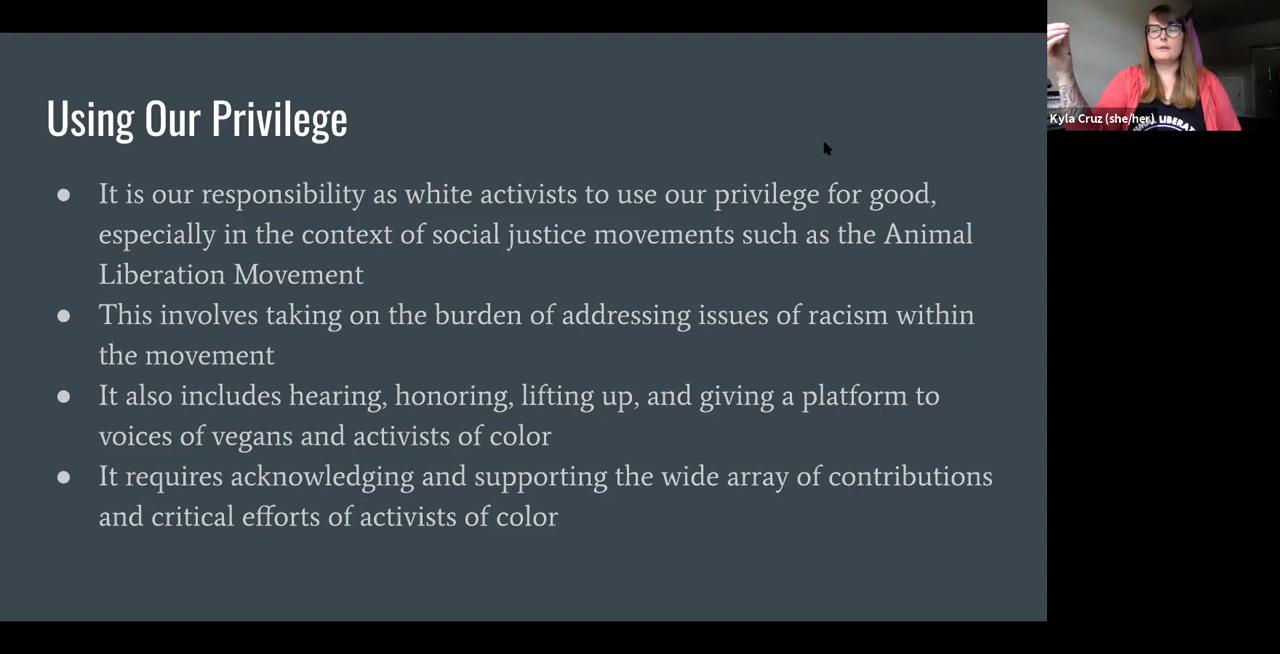 Using Our Privilege
● It is our responsibility as white activists to use our privilege for good,
especially in the context of social justice movements such as the Animal
Liberation Movement
● This involves taking on the burden of addressing issues of racism within
the movement
● It also includes hearing, honoring, lifting up, and giving a platform to
voices of vegans and activists of color
● It requires acknowledging and supporting the wide array of contributions
and critical efforts of activists of color
Kyla Cruz (she/her)